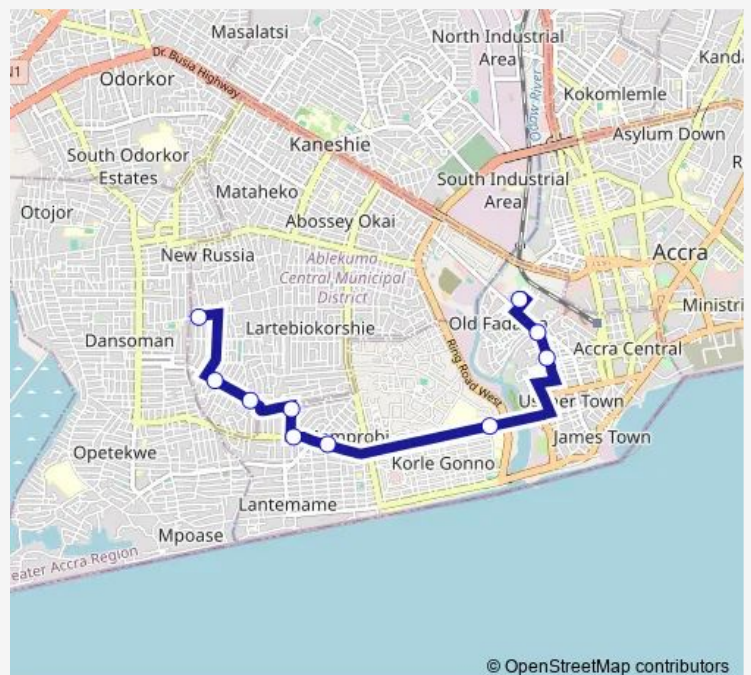 Masalatsi
North Industrial
Area
Dr. Busia Highway
N1
Odorkor
Odaw River
Kanda
Kokomlemle
Asylum Down
Kaneshie
South Odorkor
Estates
South Industrial
Area
R
Mataheko
Otojor
Abossey Okai
New Russia
Ablekuma
Central Municipal
District
Accra
Ministri
Old Fada
Lartebiokorshie
Dansoman
Accra Central
Ring Road West
Town
James Town
Opetekwe
Korle Gonno
Lantemame
Mpoase
eater Accra Region
© OpenStreetMap contributors